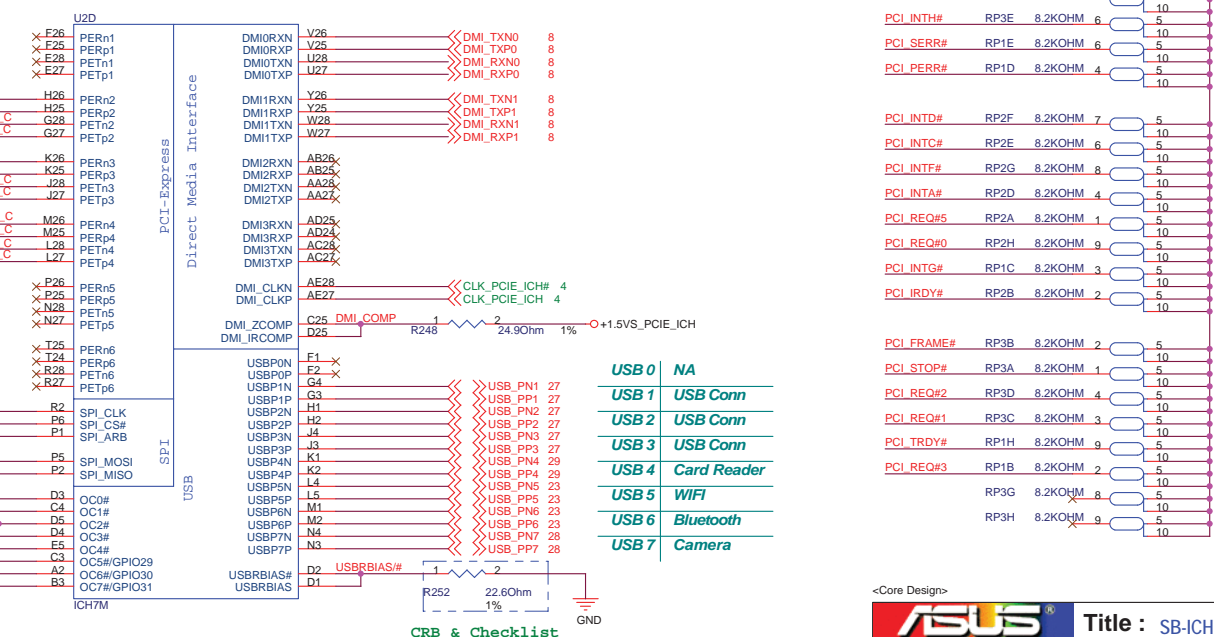 U2D
F26 PERn1 DMI0RXN V26 DMI_TXN0 8
F25 PERp1 DMI0RXP V25 DMI_TXP0 8
E28 PETn1 DMI0TXN U28 DMI_RXN0 8
E27 PETp1 DMI0TXP U27 DMI_RXP0 8
H26 PERn2 DMI1RXN Y26 DMI_TXN1 8
H25 PERp2 DMI1RXP Y25 DMI_TXP1 8
_C G28 PETn2 DMI1TXN W28 DMI_RXN1 8
_C G27 PETp2 DMI1TXP W27 DMI_RXP1 8
K26 PERn3 DMI2RXN AB26
K25 PERp3 DMI2RXP AB25
_C J28 PETn3 DMI2TXN AA28
_C J27 PETp3 DMI2TXP AA27
_C M26 PERn4 DMI3RXN AD25
_C M25 PERp4 DMI3RXP AD24
_C L28 PETn4 DMI3TXN AC28
_C L27 PETp4 DMI3TXP AC27
P26 PERn5 DMI_CLKN AE28 CLK_PCIE_ICH# 4
P25 PERp5 DMI_CLKP AE27 CLK_PCIE_ICH 4
N28 PETn5
N27 PETp5 DMI_ZCOMP C25 DMI_COMP 1 2 +1.5VS_PCIE_ICH
DMI_IRCOMP D25 R248 24.9Ohm 1%
T25 PERn6
T24 PERp6 USBP0N F1
R28 PETn6 USBP0P F2
R27 PETp6 USBP1N G4 USB_PN1 27
USBP1P G3 USB_PP1 27
R2 SPI_CLK USBP2N H1 USB_PN2 27
P6 SPI_CS# USBP2P H2 USB_PP2 27
P1 SPI_ARB USBP3N J4 USB_PN3 27
USBP3P J3 USB_PP3 27
P5 SPI_MOSI USBP4N K1 USB_PN4 29
P2 SPI_MISO USBP4P K2 USB_PP4 29
USBP5N L4 USB_PN5 23
D3 OC0# USBP5P L5 USB_PP5 23
C4 OC1# USBP6N M1 USB_PN6 23
D5 OC2# USBP6P M2 USB_PP6 23
D4 OC3# USBP7N N4 USB_PN7 28
E5 OC4# USBP7P N3 USB_PP7 28
C3 OC5#/GPIO29
A2 OC6#/GPIO30 USBRBIAS# D2 USBRBIAS/# 1 2
B3 OC7#/GPIO31 USBRBIAS D1 R252 22.6Ohm
1%
ICH7M
GND
CRB & Checklist
PCI-Express
Direct Media Interface
SPI
USB
USB 0 NA
USB 1 USB Conn
USB 2 USB Conn
USB 3 USB Conn
USB 4 Card Reader
USB 5 WIFI
USB 6 Bluetooth
USB 7 Camera
10
PCI_INTH# RP3E 8.2KOHM 6 5
10
PCI_SERR# RP1E 8.2KOHM 6 5
10
PCI_PERR# RP1D 8.2KOHM 4 5
10
PCI_INTD# RP2F 8.2KOHM 7 5
10
PCI_INTC# RP2E 8.2KOHM 6 5
10
PCI_INTF# RP2G 8.2KOHM 8 5
10
PCI_INTA# RP2D 8.2KOHM 4 5
10
PCI_REQ#5 RP2A 8.2KOHM 1 5
10
PCI_REQ#0 RP2H 8.2KOHM 9 5
10
PCI_INTG# RP1C 8.2KOHM 3 5
10
PCI_IRDY# RP2B 8.2KOHM 2 5
10
PCI_FRAME# RP3B 8.2KOHM 2 5
10
PCI_STOP# RP3A 8.2KOHM 1 5
10
PCI_REQ#2 RP3D 8.2KOHM 4 5
10
PCI_REQ#1 RP3C 8.2KOHM 3 5
10
PCI_TRDY# RP1H 8.2KOHM 9 5
10
PCI_REQ#3 RP1B 8.2KOHM 2 5
10
RP3G 8.2KOHM 8 5
10
RP3H 8.2KOHM 9 5
10
<Core Design>
ASUS ® Title : SB-ICH